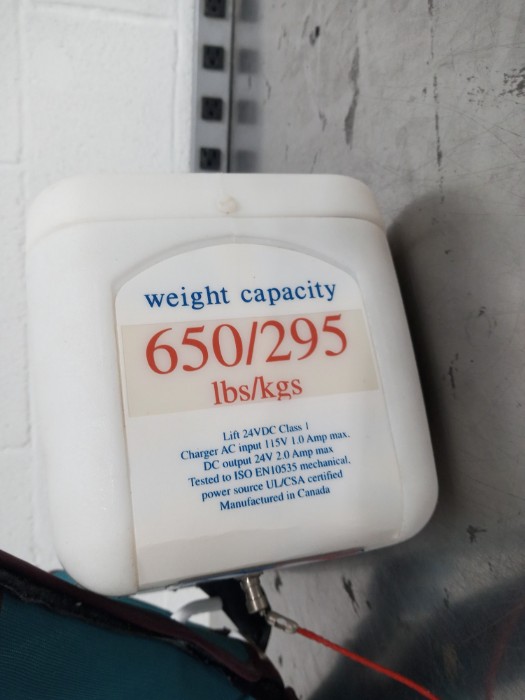 weight capacity
650/295
lbs/kgs
Lift 24VDC Class 1
Charger AC input 115V 1.0 Amp max.
DC output 24V 2.0 Amp max
Tested to ISO EN10535 mechanical,
power source UL/CSA certified
Manufactured in Canada